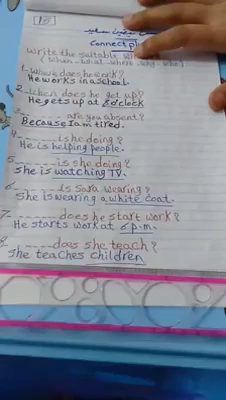 Connect pl
write the suitable
(when - what - where - why - who)
1. where does he work?
He works in a school.
2. when does he get up?
He gets up at 8 o'clock
3. ....... are you absent?
Because I am tired.
4. ....... is he doing?
He is helping people.
5. ....... is she doing?
She is watching TV.
6. ....... is Sara wearing?
She is wearing a white coat.
7. ....... does he start work?
He starts work at 6 p.m.
8. ....... does she teach?
She teaches children